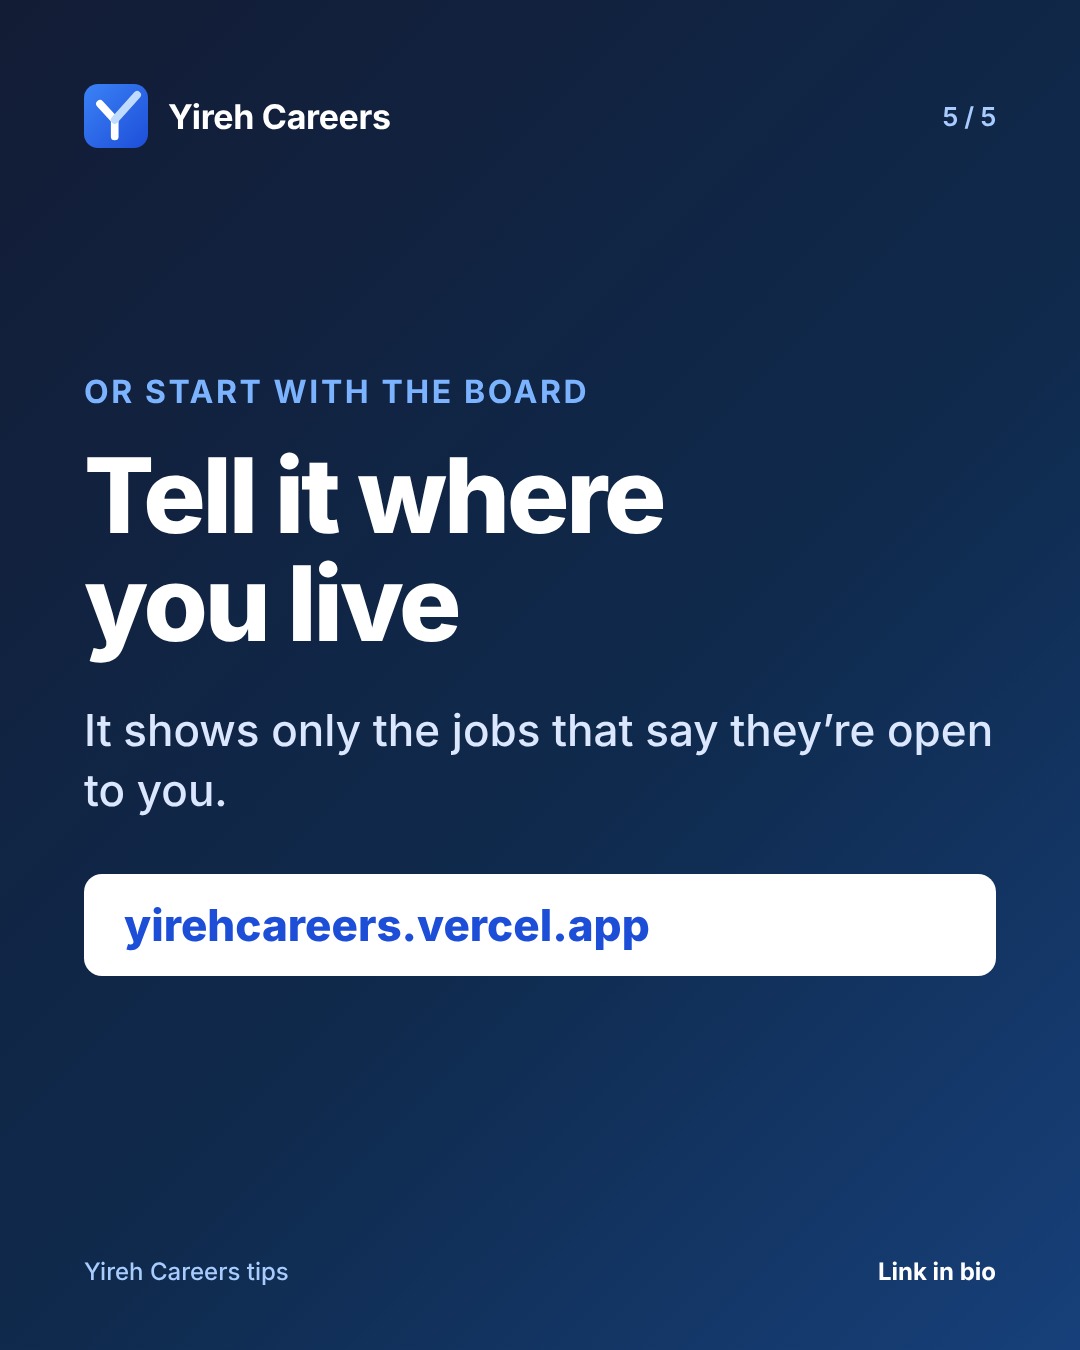 Yireh Careers
5 / 5
OR START WITH THE BOARD
Tell it where
you live
It shows only the jobs that say they’re open
to you.
yirehcareers.vercel.app
Yireh Careers tips
Link in bio